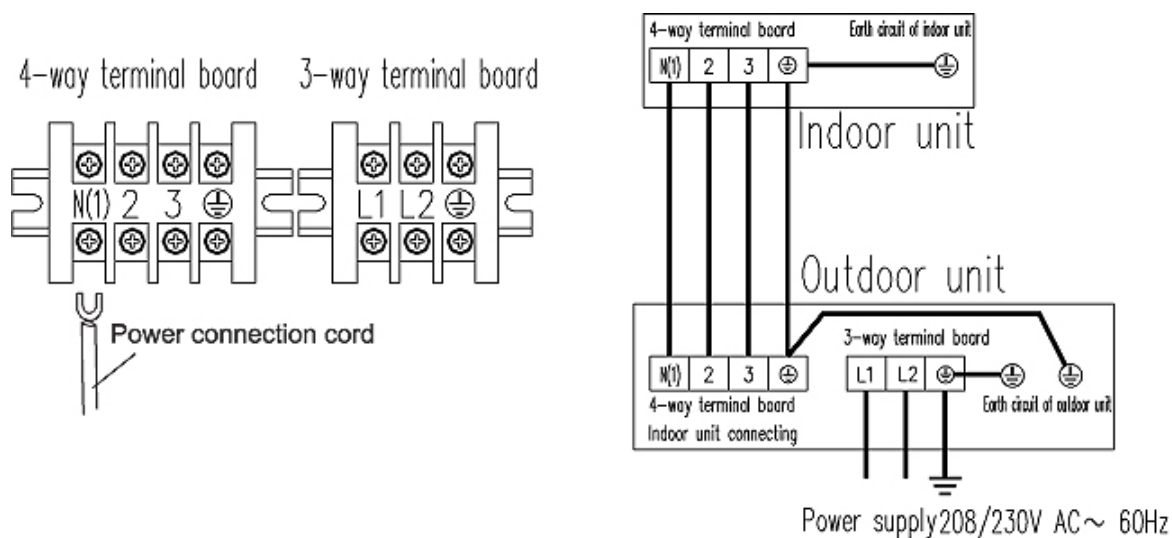 4-way terminal board
3-way terminal board
N(1) 2 3
L1 L2
Power connection cord
4-way terminal board
Earth circuit of indoor unit
N(1) 2 3
Indoor unit
Outdoor unit
3-way terminal board
N(1) 2 3
L1 L2
4-way terminal board
Earth circuit of outdoor unit
Indoor unit connecting
Power supply 208/230V AC~ 60Hz